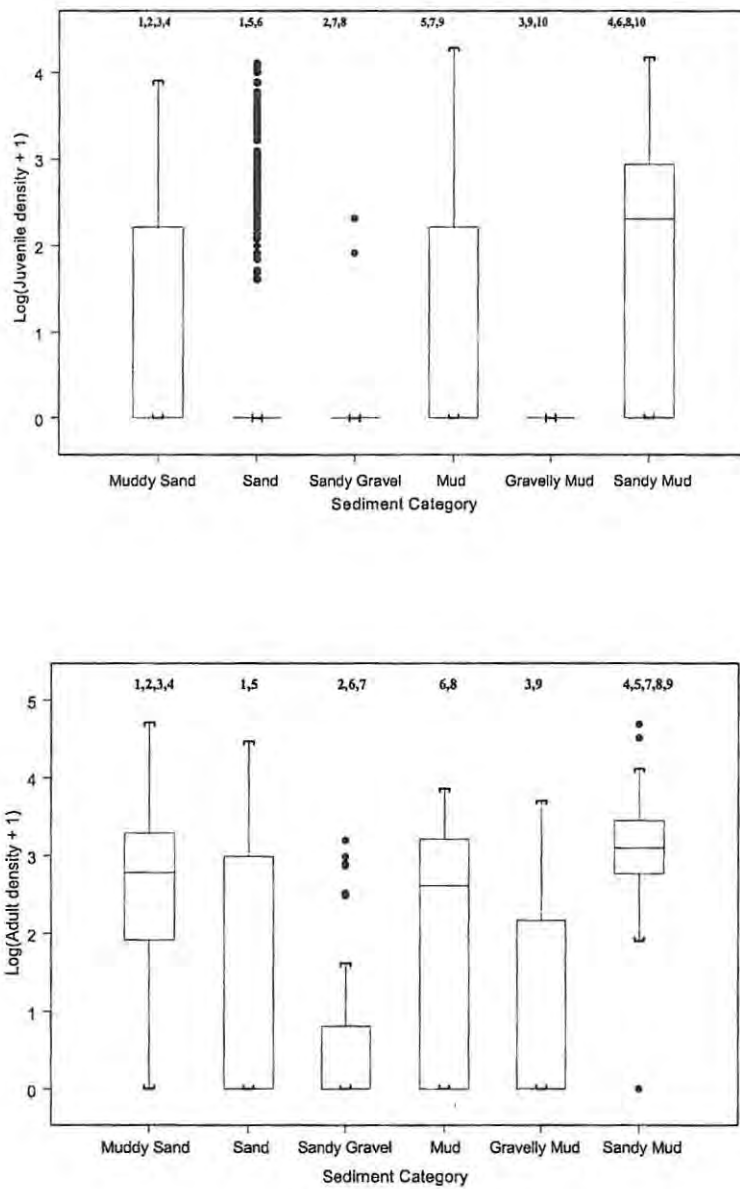 1,2,3,4 1,5,6 2,7,8 5,7,9 3,9,10 4,6,8,10
4
3
2
1
0
Log(Juvenile density + 1)
Muddy Sand Sand Sandy Gravel Mud Gravelly Mud Sandy Mud
Sediment Category
1,2,3,4 1,5 2,6,7 6,8 3,9 4,5,7,8,9
5
4
3
2
1
0
Log(Adult density + 1)
Muddy Sand Sand Sandy Gravel Mud Gravelly Mud Sandy Mud
Sediment Category